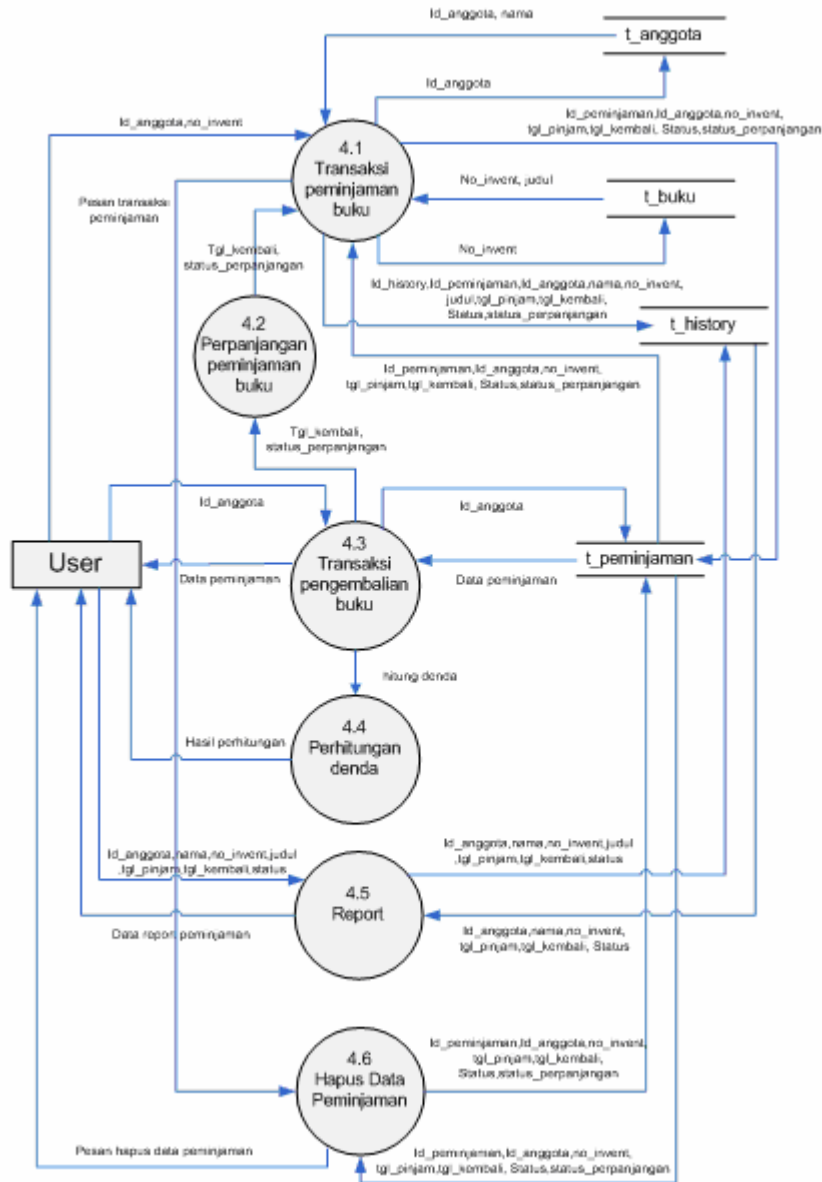 Id_anggota, nama
t_anggota
Id_anggota
Id_anggota,no_invent
Id_peminjaman,Id_anggota,no_invent,
tgl_pinjam,tgl_kembali, Status,status_perpanjangan
4.1
Transaksi
peminjaman
buku
No_invent, judul
t_buku
Pesan transaksi
peminjaman
No_invent
Tgl_kembali,
status_perpanjangan
Id_history,Id_peminjaman,Id_anggota,nama,no_invent,
judul,tgl_pinjam,tgl_kembali,
Status,status_perpanjangan
t_history
4.2
Perpanjangan
peminjaman
buku
Id_peminjaman,Id_anggota,no_invent,
tgl_pinjam,tgl_kembali, Status,status_perpanjangan
Tgl_kembali,
status_perpanjangan
Id_anggota
Id_anggota
User
4.3
Transaksi
pengembalian
buku
t_peminjaman
Data peminjaman
Data peminjaman
hitung denda
4.4
Perhitungan
denda
Hasil perhitungan
Id_anggota,nama,no_invent,judul
,tgl_pinjam,tgl_kembali,status
Id_anggota,nama,no_invent,judul
,tgl_pinjam,tgl_kembali,status
4.5
Report
Data report peminjaman
Id_anggota,nama,no_invent,
tgl_pinjam,tgl_kembali, Status
4.6
Hapus Data
Peminjaman
Id_peminjaman,Id_anggota,no_invent,
tgl_pinjam,tgl_kembali,
Status,status_perpanjangan
Pesan hapus data peminjaman
Id_peminjaman,Id_anggota,no_invent,
tgl_pinjam,tgl_kembali, Status,status_perpanjangan